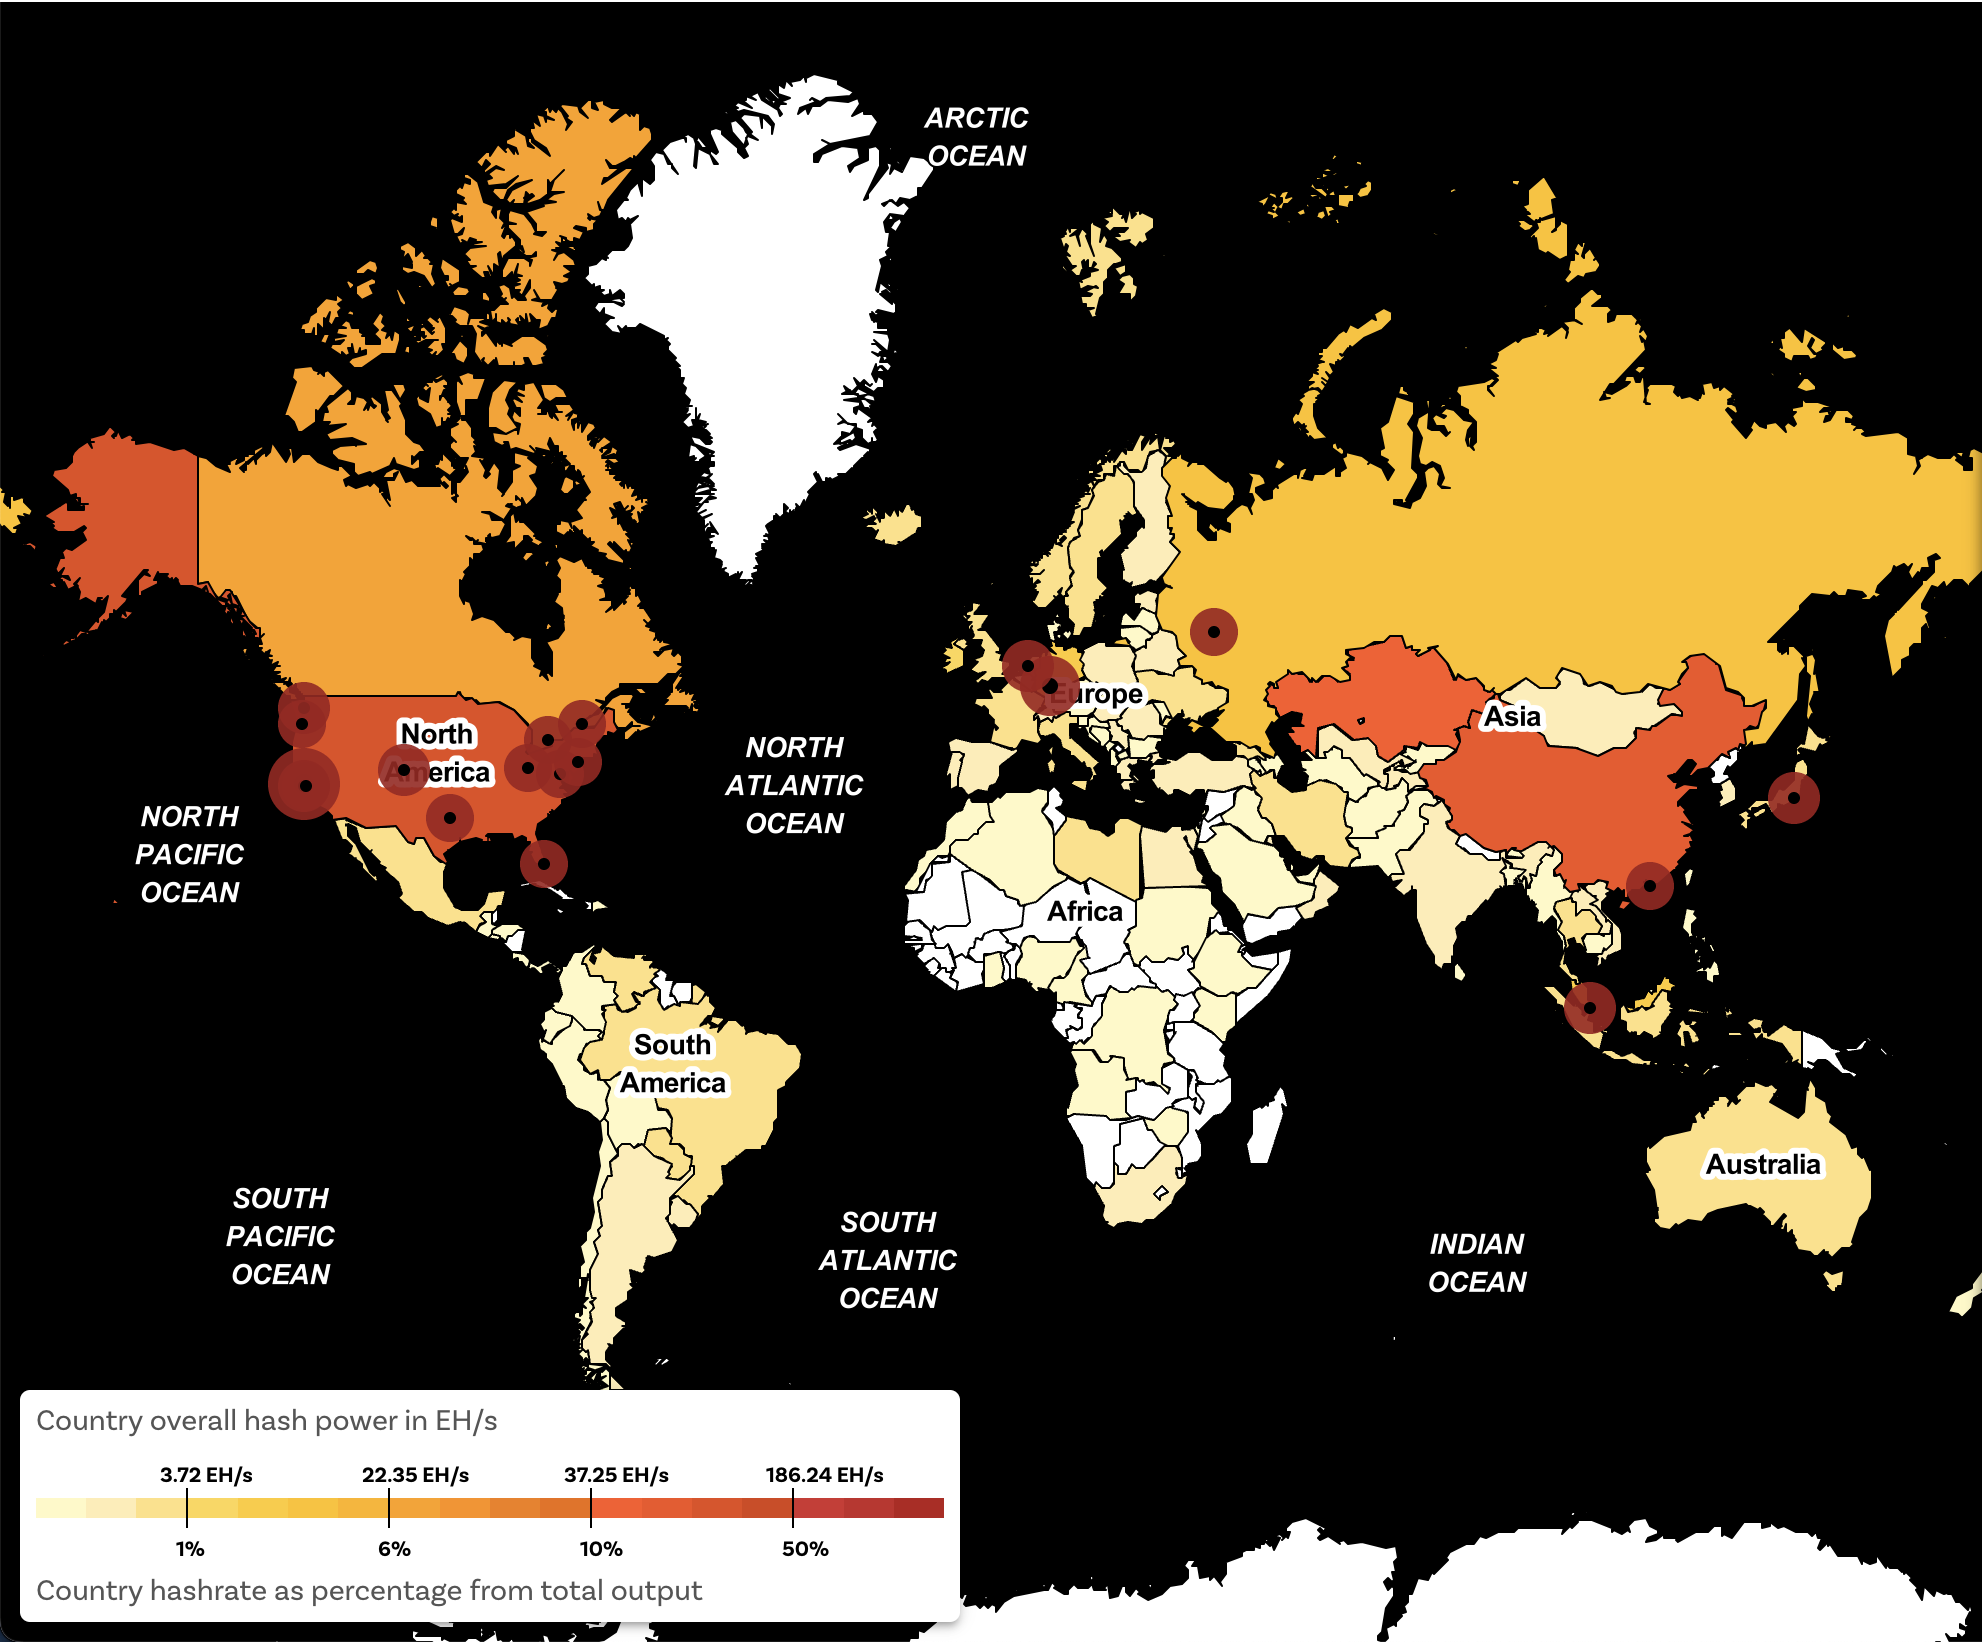 ARCTIC
OCEAN
North
America
Europe
Asia
NORTH
PACIFIC
OCEAN
NORTH
ATLANTIC
OCEAN
Africa
South
America
Australia
SOUTH
PACIFIC
OCEAN
SOUTH
ATLANTIC
OCEAN
INDIAN
OCEAN
Country overall hash power in EH/s
3.72 EH/s 22.35 EH/s 37.25 EH/s 186.24 EH/s
1% 6% 10% 50%
Country hashrate as percentage from total output